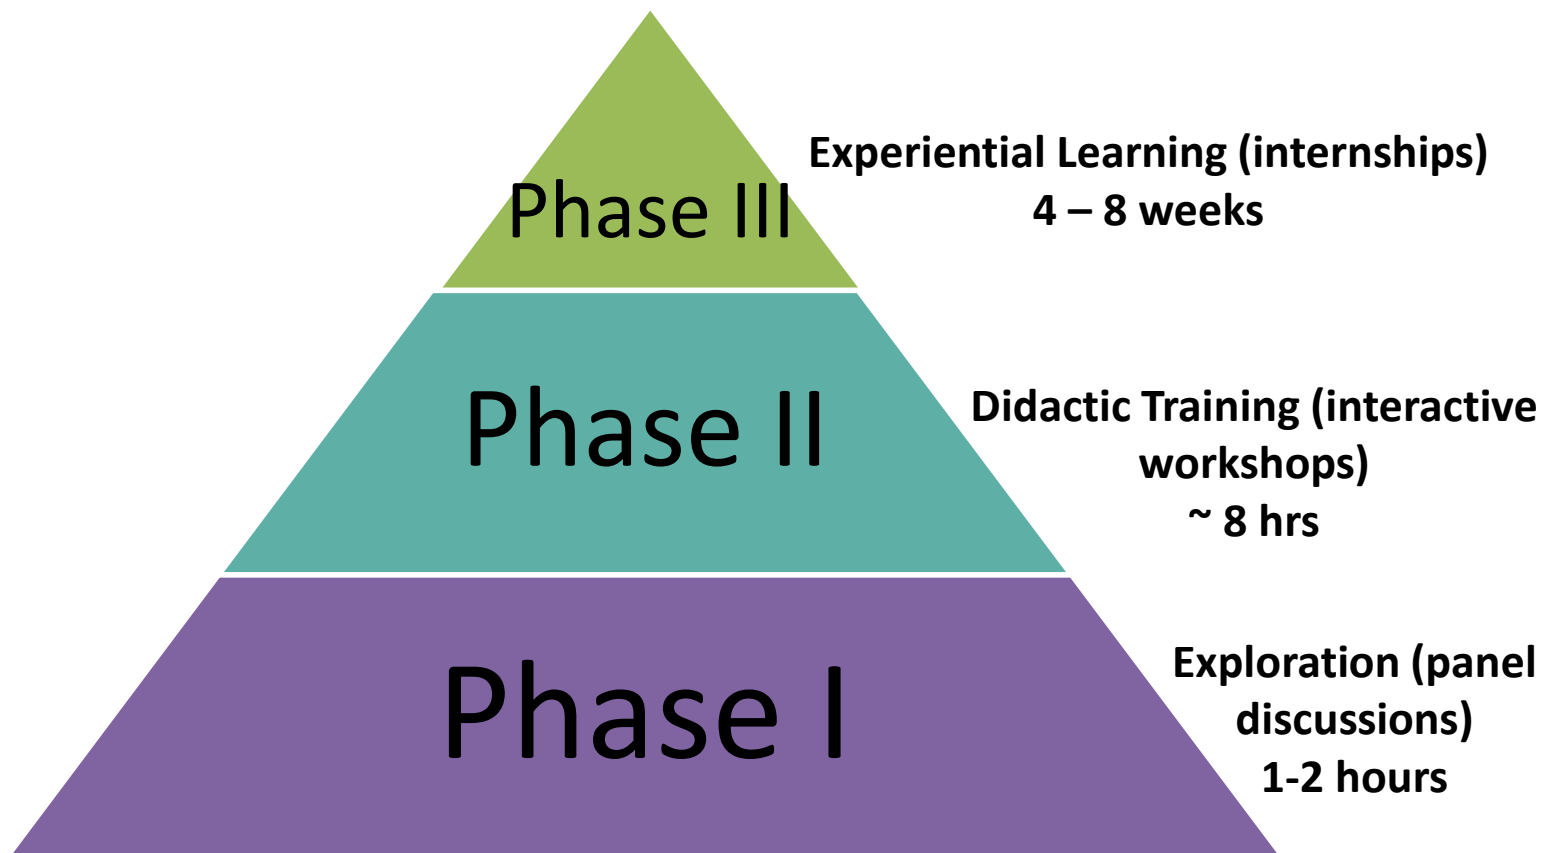 Phase III
Experiential Learning (internships)
4 – 8 weeks
Phase II
Didactic Training (interactive
workshops)
~ 8 hrs
Phase I
Exploration (panel
discussions)
1-2 hours